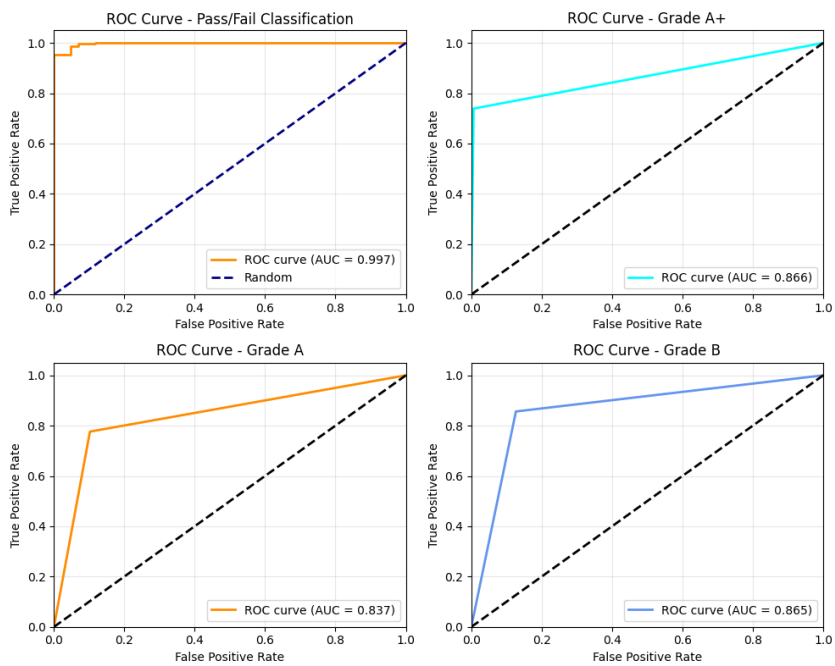 ROC Curve - Pass/Fail Classification
True Positive Rate
1.0
0.8
0.6
0.4
0.2
0.0
ROC curve (AUC = 0.997)
Random
0.0 0.2 0.4 0.6 0.8 1.0
False Positive Rate
ROC Curve - Grade A+
True Positive Rate
1.0
0.8
0.6
0.4
0.2
0.0
ROC curve (AUC = 0.866)
0.0 0.2 0.4 0.6 0.8 1.0
False Positive Rate
ROC Curve - Grade A
True Positive Rate
1.0
0.8
0.6
0.4
0.2
0.0
ROC curve (AUC = 0.837)
0.0 0.2 0.4 0.6 0.8 1.0
False Positive Rate
ROC Curve - Grade B
True Positive Rate
1.0
0.8
0.6
0.4
0.2
0.0
ROC curve (AUC = 0.865)
0.0 0.2 0.4 0.6 0.8 1.0
False Positive Rate